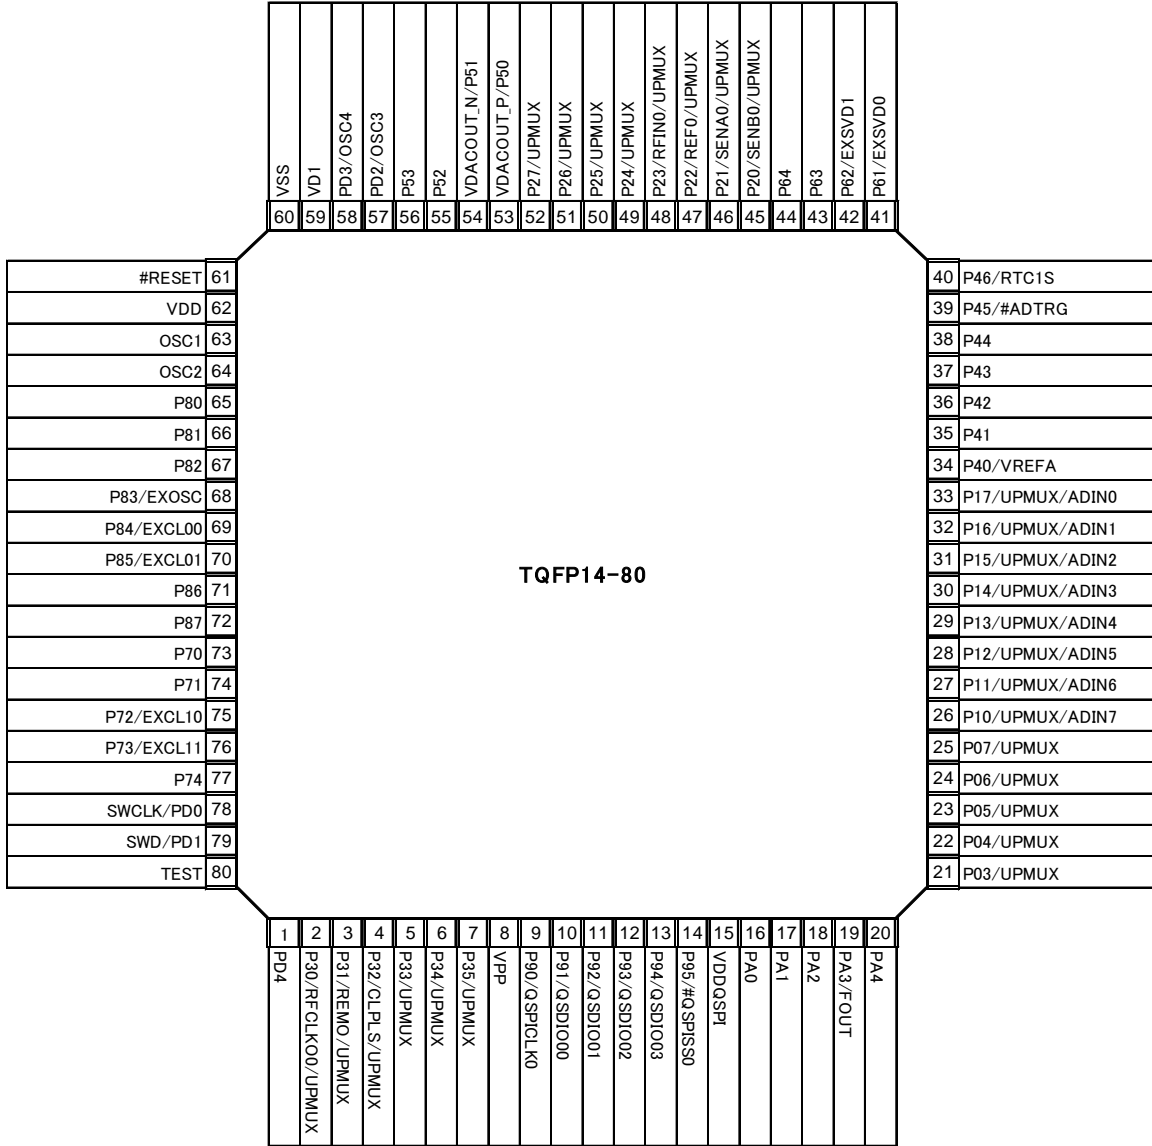 VSS
VD1
PD3/OSC4
PD2/OSC3
P53
P52
VDACOUT_N/P51
VDACOUT_P/P50
P27/UPMUX
P26/UPMUX
P25/UPMUX
P24/UPMUX
P23/RFIN0/UPMUX
P22/REF0/UPMUX
P21/SENA0/UPMUX
P20/SENB0/UPMUX
P64
P63
P62/EXSVD1
P61/EXSVD0
60 59 58 57 56 55 54 53 52 51 50 49 48 47 46 45 44 43 42 41
#RESET 61
VDD 62
OSC1 63
OSC2 64
P80 65
P81 66
P82 67
P83/EXOSC 68
P84/EXCL00 69
P85/EXCL01 70
P86 71
P87 72
P70 73
P71 74
P72/EXCL10 75
P73/EXCL11 76
P74 77
SWCLK/PD0 78
SWD/PD1 79
TEST 80
TQFP14-80
40 P46/RTC1S
39 P45/#ADTRG
38 P44
37 P43
36 P42
35 P41
34 P40/VREFA
33 P17/UPMUX/ADIN0
32 P16/UPMUX/ADIN1
31 P15/UPMUX/ADIN2
30 P14/UPMUX/ADIN3
29 P13/UPMUX/ADIN4
28 P12/UPMUX/ADIN5
27 P11/UPMUX/ADIN6
26 P10/UPMUX/ADIN7
25 P07/UPMUX
24 P06/UPMUX
23 P05/UPMUX
22 P04/UPMUX
21 P03/UPMUX
1 2 3 4 5 6 7 8 9 10 11 12 13 14 15 16 17 18 19 20
PD4
P30/RFCLKO0/UPMUX
P31/REMO/UPMUX
P32/CLPLS/UPMUX
P33/UPMUX
P34/UPMUX
P35/UPMUX
VPP
P90/QSPICLK0
P91/QSDIO00
P92/QSDIO01
P93/QSDIO02
P94/QSDIO03
P95/#QSPISS0
VDDQSPI
PA0
PA1
PA2
PA3/FOUT
PA4